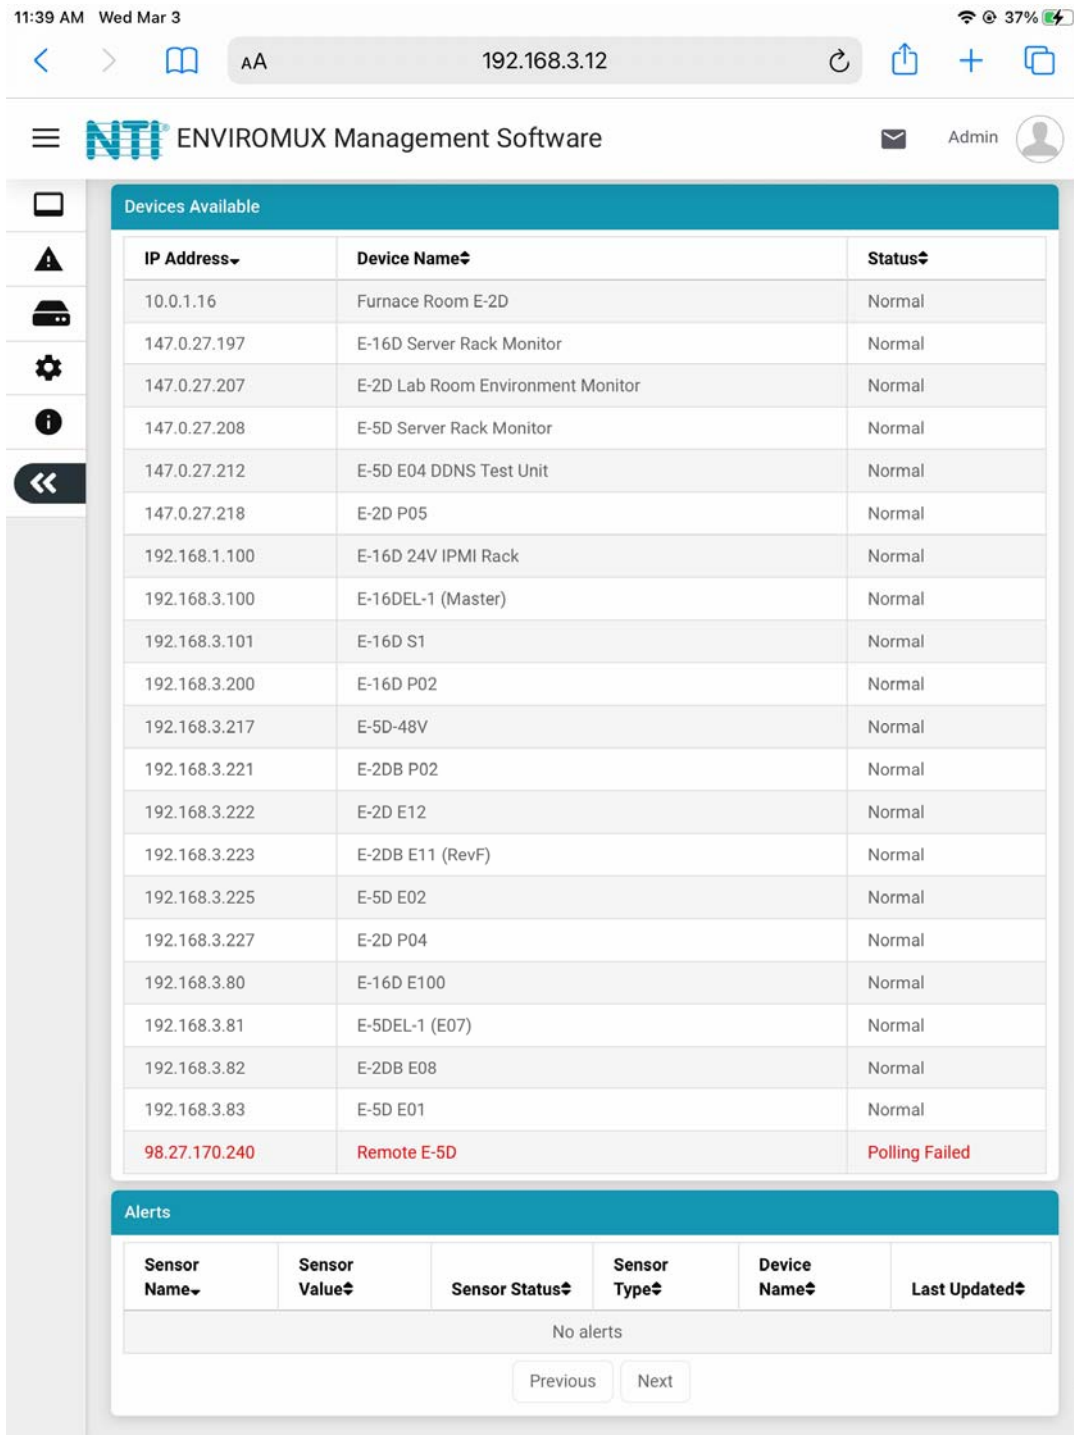 11:39 AM Wed Mar 3
37%
AA
192.168.3.12
NTI ENVIROMUX Management Software
Admin
Devices Available
IP Address Device Name Status
10.0.1.16 Furnace Room E-2D Normal
147.0.27.197 E-16D Server Rack Monitor Normal
147.0.27.207 E-2D Lab Room Environment Monitor Normal
147.0.27.208 E-5D Server Rack Monitor Normal
147.0.27.212 E-5D E04 DDNS Test Unit Normal
147.0.27.218 E-2D P05 Normal
192.168.1.100 E-16D 24V IPMI Rack Normal
192.168.3.100 E-16DEL-1 (Master) Normal
192.168.3.101 E-16D S1 Normal
192.168.3.200 E-16D P02 Normal
192.168.3.217 E-5D-48V Normal
192.168.3.221 E-2DB P02 Normal
192.168.3.222 E-2D E12 Normal
192.168.3.223 E-2DB E11 (RevF) Normal
192.168.3.225 E-5D E02 Normal
192.168.3.227 E-2D P04 Normal
192.168.3.80 E-16D E100 Normal
192.168.3.81 E-5DEL-1 (E07) Normal
192.168.3.82 E-2DB E08 Normal
192.168.3.83 E-5D E01 Normal
98.27.170.240 Remote E-5D Polling Failed
Alerts
Sensor Name Sensor Value Sensor Status Sensor Type Device Name Last Updated
No alerts
Previous Next